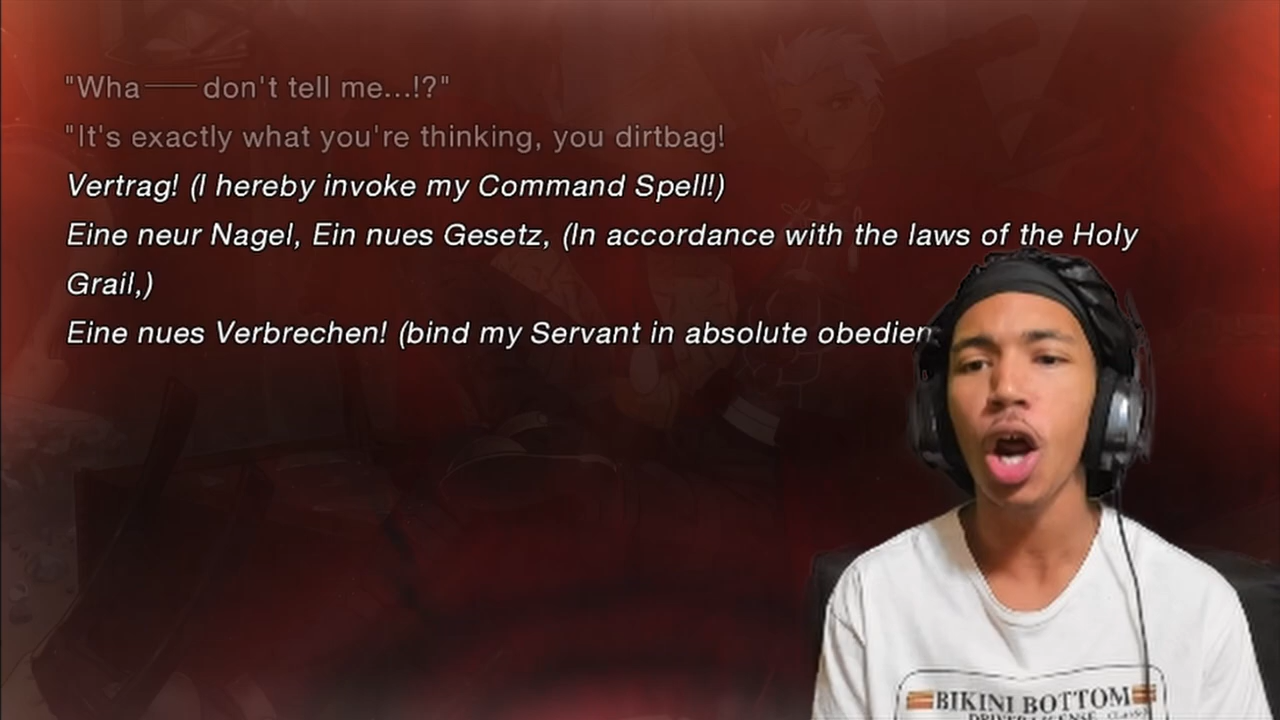 "Wha——don't tell me...!?"
"It's exactly what you're thinking, you dirtbag!
Vertrag! (I hereby invoke my Command Spell!)
Eine neur Nagel, Ein nues Gesetz, (In accordance with the laws of the Holy
Grail,)
Eine nues Verbrechen! (bind my Servant in absolute
BIKINI BOTTOM
DRIVER LICENSE